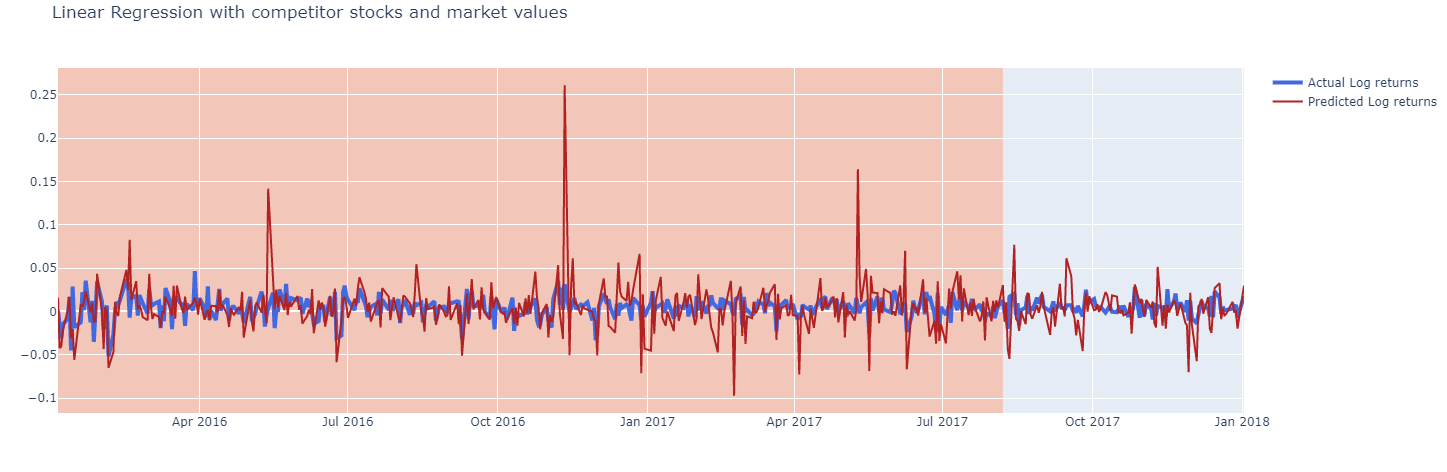 Linear Regression with competitor stocks and market values
Actual Log returns
Predicted Log returns
0.25
0.2
0.15
0.1
0.05
0
−0.05
−0.1
Apr 2016
Jul 2016
Oct 2016
Jan 2017
Apr 2017
Jul 2017
Oct 2017
Jan 2018